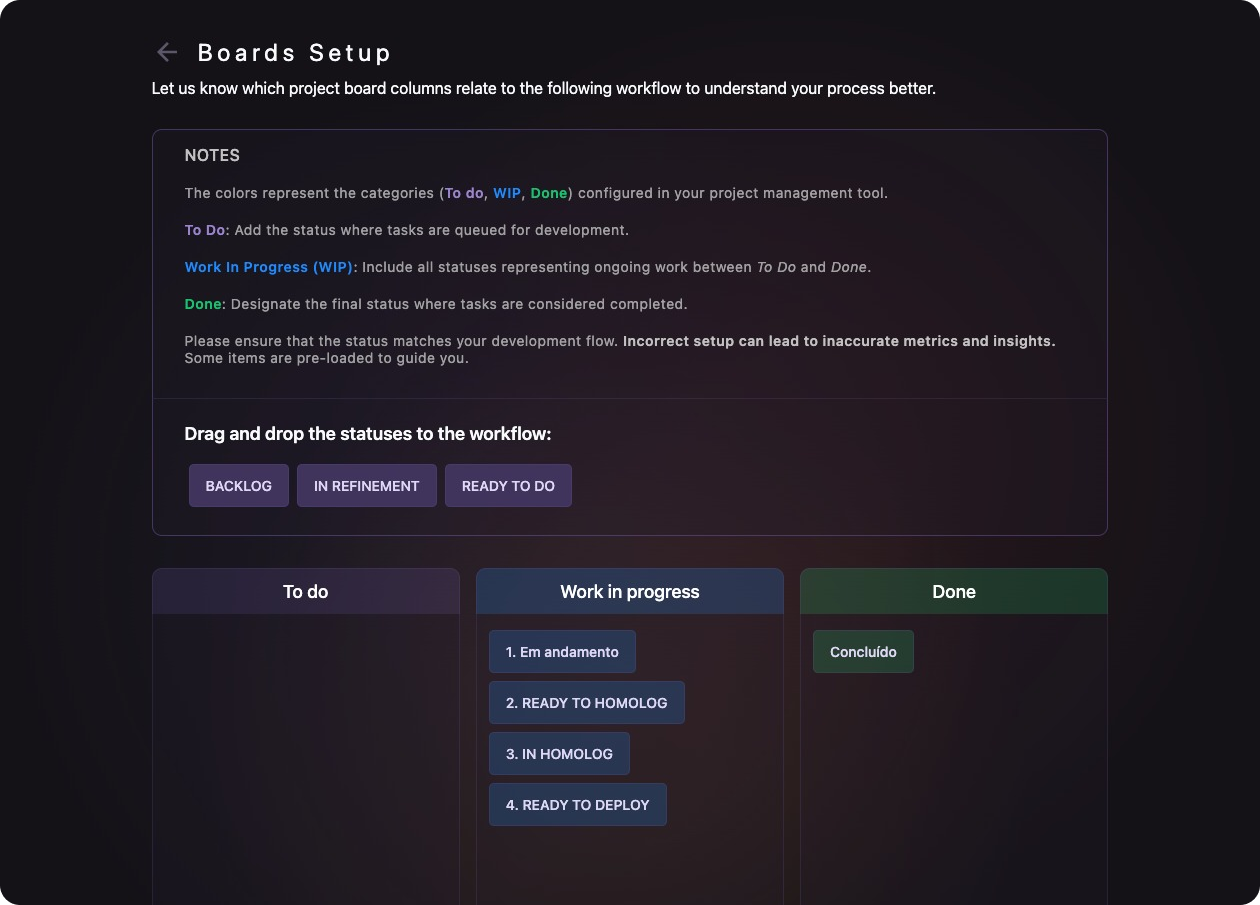 Boards Setup
Let us know which project board columns relate to the following workflow to understand your process better.
NOTES
The colors represent the categories (To do, WIP, Done) configured in your project management tool.
To Do: Add the status where tasks are queued for development.
Work In Progress (WIP): Include all statuses representing ongoing work between To Do and Done.
Done: Designate the final status where tasks are considered completed.
Please ensure that the status matches your development flow. Incorrect setup can lead to inaccurate metrics and insights.
Some items are pre-loaded to guide you.
Drag and drop the statuses to the workflow:
BACKLOG IN REFINEMENT READY TO DO
To do Work in progress Done
1. Em andamento Concluído
2. READY TO HOMOLOG
3. IN HOMOLOG
4. READY TO DEPLOY